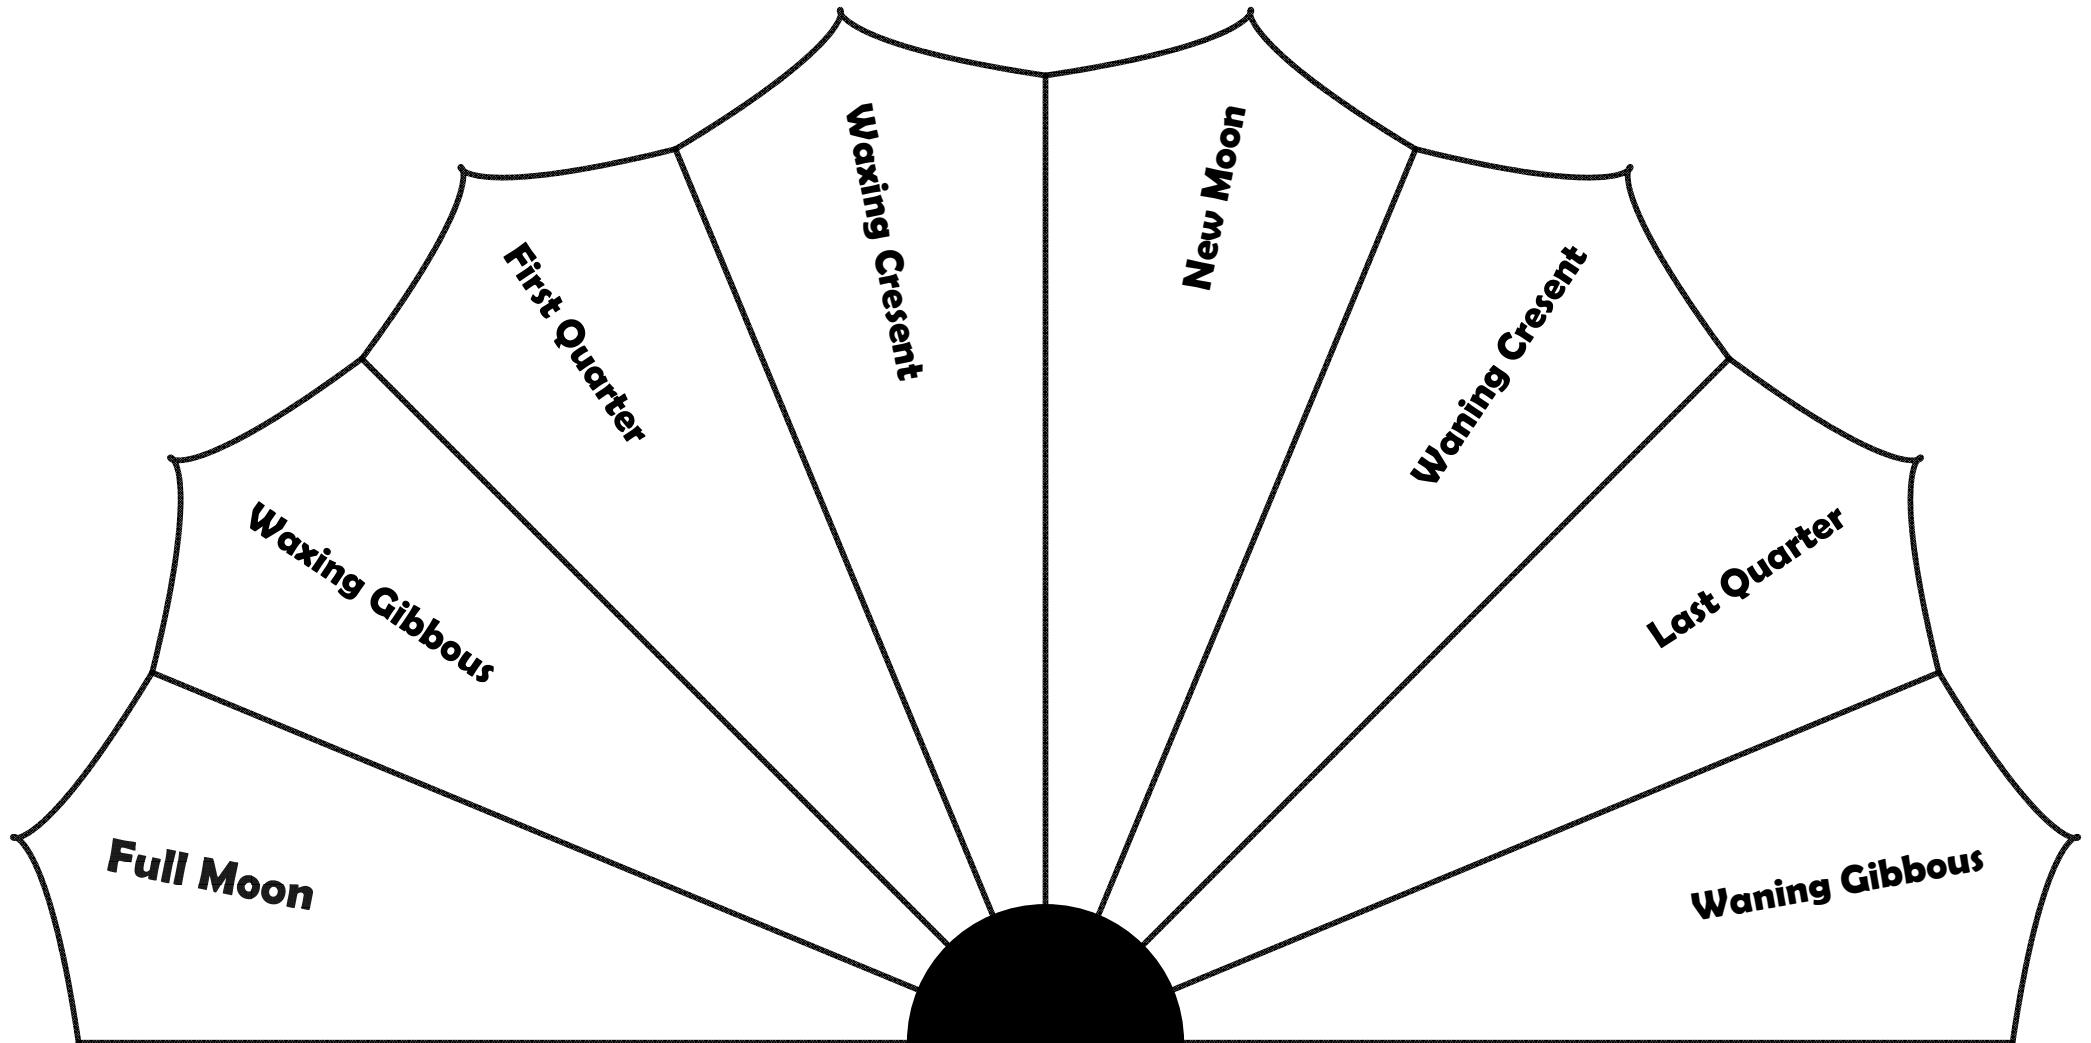 Full Moon
Waxing Gibbous
First Quarter
Waxing Cresent
New Moon
Waning Cresent
Last Quarter
Waning Gibbous